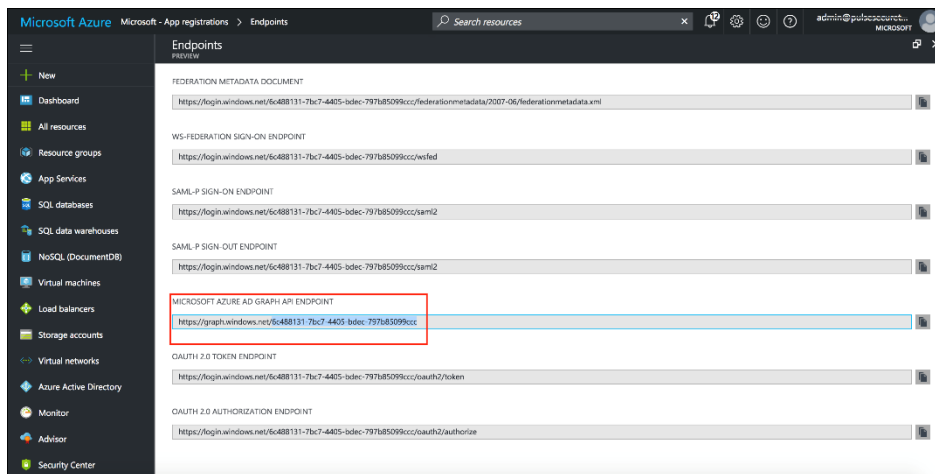 Microsoft Azure Microsoft - App registrations > Endpoints
Search resources
12
admin@pulsesecuret...
MICROSOFT
Endpoints
PREVIEW
New
Dashboard
All resources
Resource groups
App Services
SQL databases
SQL data warehouses
NoSQL (DocumentDB)
Virtual machines
Load balancers
Storage accounts
Virtual networks
Azure Active Directory
Monitor
Advisor
Security Center
FEDERATION METADATA DOCUMENT
https://login.windows.net/6c488131-7bc7-4405-bdec-797b85099ccc/federationmetadata/2007-06/federationmetadata.xml
WS-FEDERATION SIGN-ON ENDPOINT
https://login.windows.net/6c488131-7bc7-4405-bdec-797b85099ccc/wsfed
SAML-P SIGN-ON ENDPOINT
https://login.windows.net/6c488131-7bc7-4405-bdec-797b85099ccc/saml2
SAML-P SIGN-OUT ENDPOINT
https://login.windows.net/6c488131-7bc7-4405-bdec-797b85099ccc/saml2
MICROSOFT AZURE AD GRAPH API ENDPOINT
https://graph.windows.net/6c488131-7bc7-4405-bdec-797b85099ccc
OAUTH 2.0 TOKEN ENDPOINT
https://login.windows.net/6c488131-7bc7-4405-bdec-797b85099ccc/oauth2/token
OAUTH 2.0 AUTHORIZATION ENDPOINT
https://login.windows.net/6c488131-7bc7-4405-bdec-797b85099ccc/oauth2/authorize